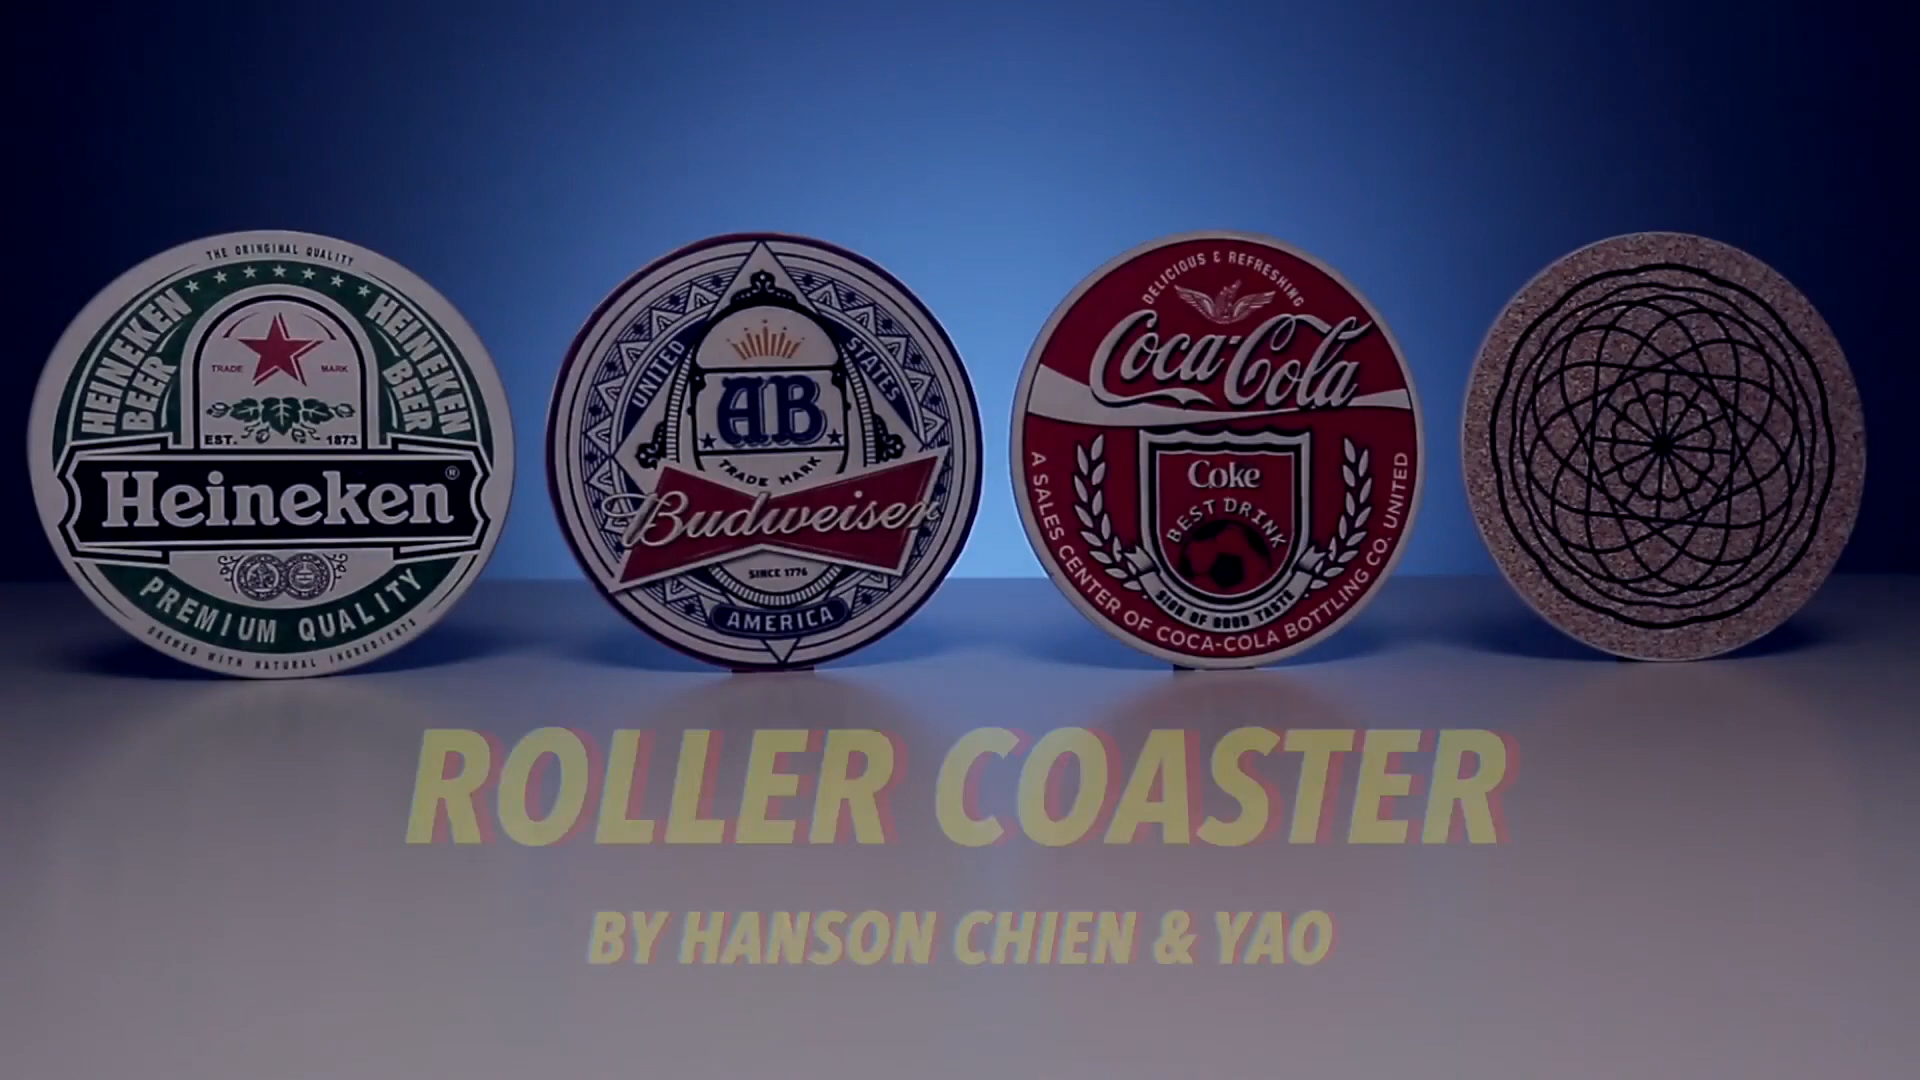 THE ORINGINAL QUALITY
HEINEKEN BEER
HEINEKEN BEER
TRADE MARK
EST. 1873
Heineken®
PREMIUM QUALITY
BREWED WITH NATURAL INGREDIENTS
UNITED STATES
AB
TRADE MARK
Budweiser
SINCE 1776
AMERICA
DELICIOUS & REFRESHING
Coca-Cola
Coke
BEST DRINK
SIGN OF GOOD TASTE
A SALES CENTER OF COCA-COLA BOTTLING CO. UNITED
ROLLER COASTER
BY HANSON CHIEN & YAO